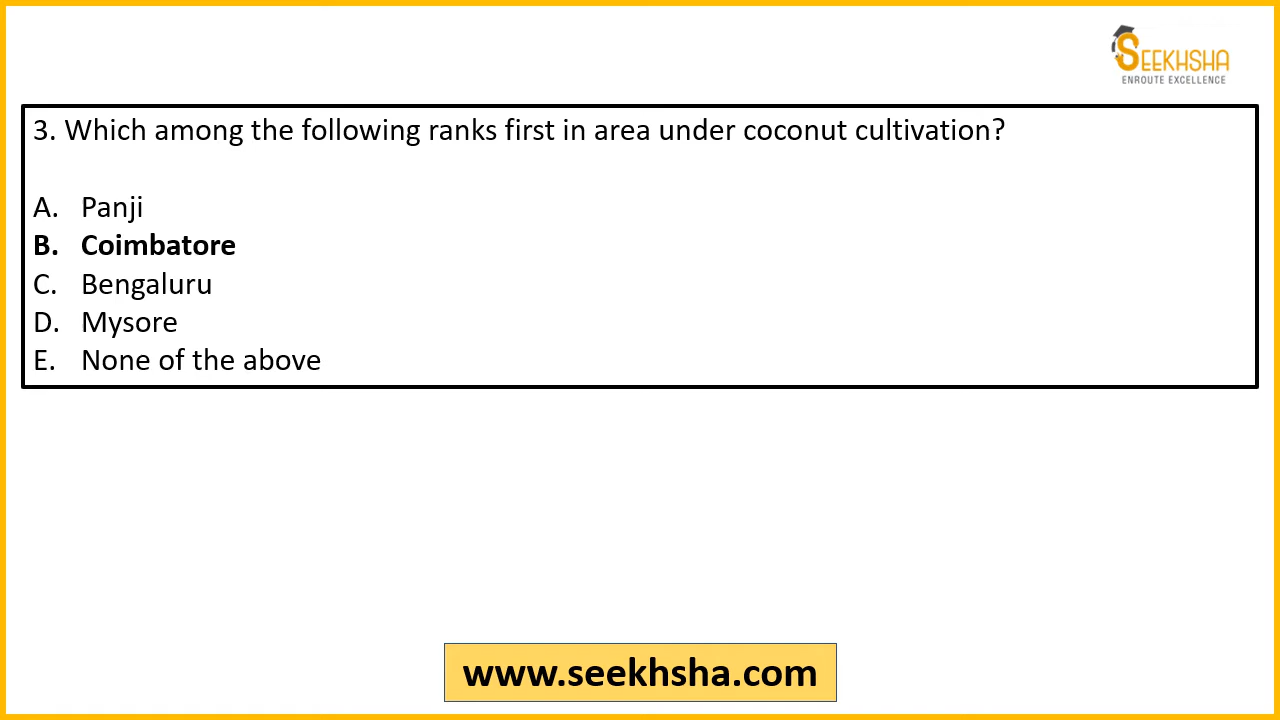 SEEKHSHA
ENROUTE EXCELLENCE
3. Which among the following ranks first in area under coconut cultivation?
A. Panji
B. Coimbatore
C. Bengaluru
D. Mysore
E. None of the above
www.seekhsha.com